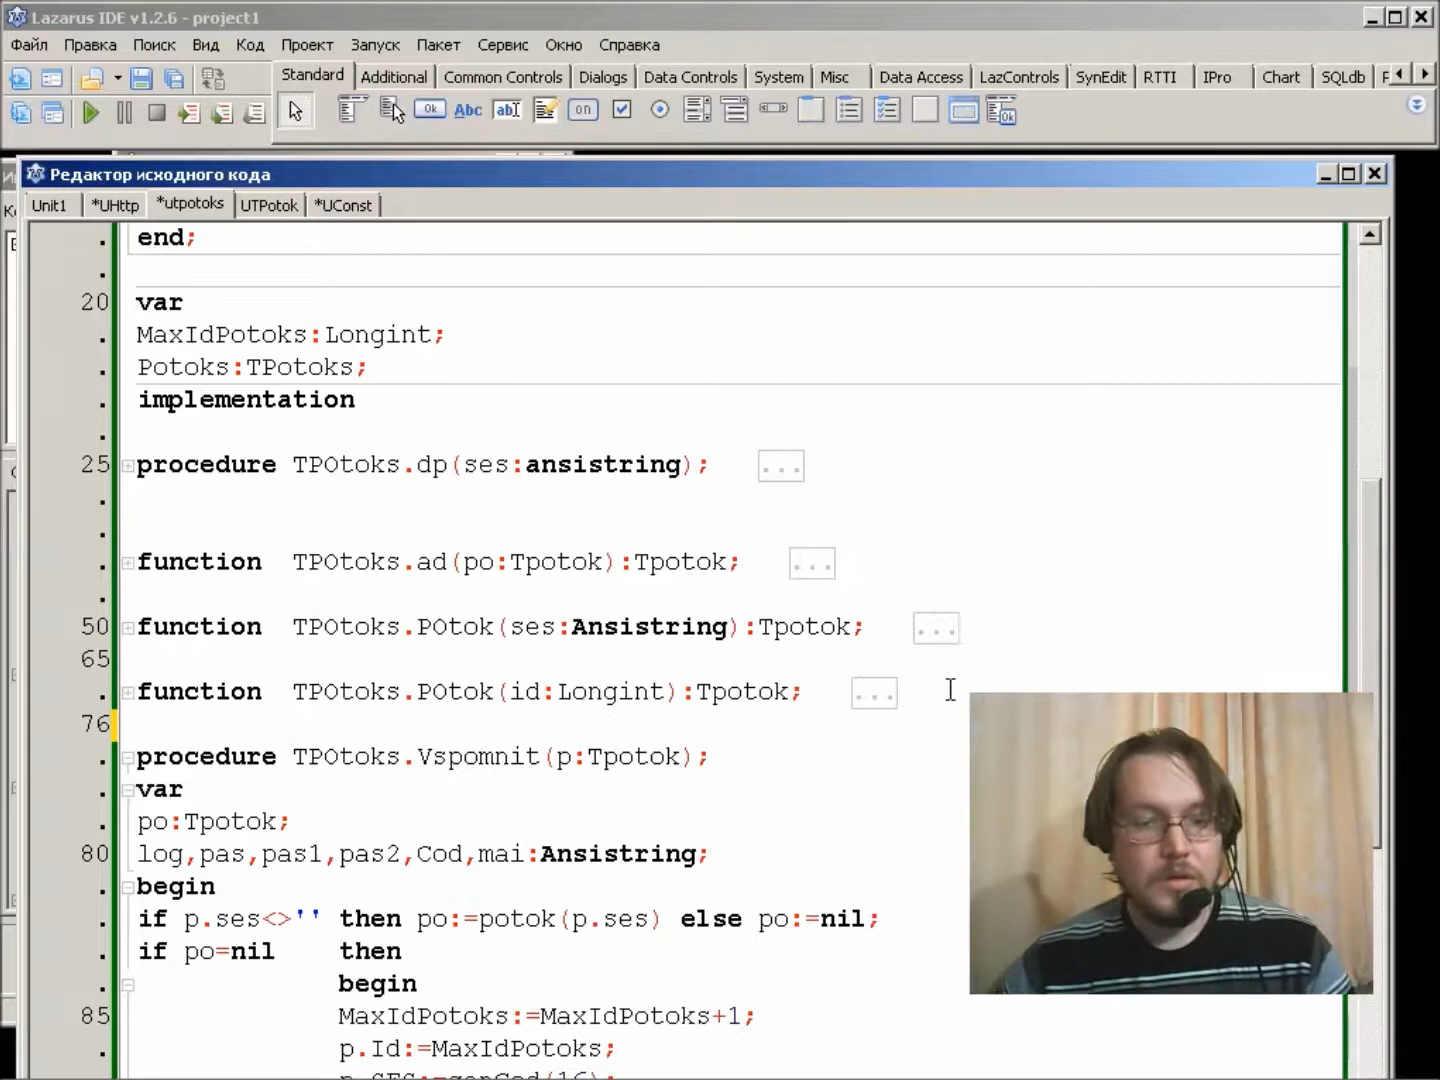 Lazarus IDE v1.2.6 - project1
Файл Правка Поиск Вид Код Проект Запуск Пакет Сервис Окно Справка
Standard Additional Common Controls Dialogs Data Controls System Misc Data Access LazControls SynEdit RTTI IPro Chart SQLdb
Ok Abc abI on Ok
Редактор исходного кода
Unit1 *UHttp *utpotoks UTPotok *UConst
end;
20 var
MaxIdPotoks:Longint;
Potoks:TPotoks;
implementation
25 procedure TPOtoks.dp(ses:ansistring); ...
function TPOtoks.ad(po:Tpotok):Tpotok; ...
50 function TPOtoks.POtok(ses:Ansistring):Tpotok; ...
65
function TPOtoks.POtok(id:Longint):Tpotok; ...
76
procedure TPOtoks.Vspomnit(p:Tpotok);
var
po:Tpotok;
80 log,pas,pas1,pas2,Cod,mai:Ansistring;
begin
if p.ses<>'' then po:=potok(p.ses) else po:=nil;
if po=nil then
begin
85 MaxIdPotoks:=MaxIdPotoks+1;
p.Id:=MaxIdPotoks;